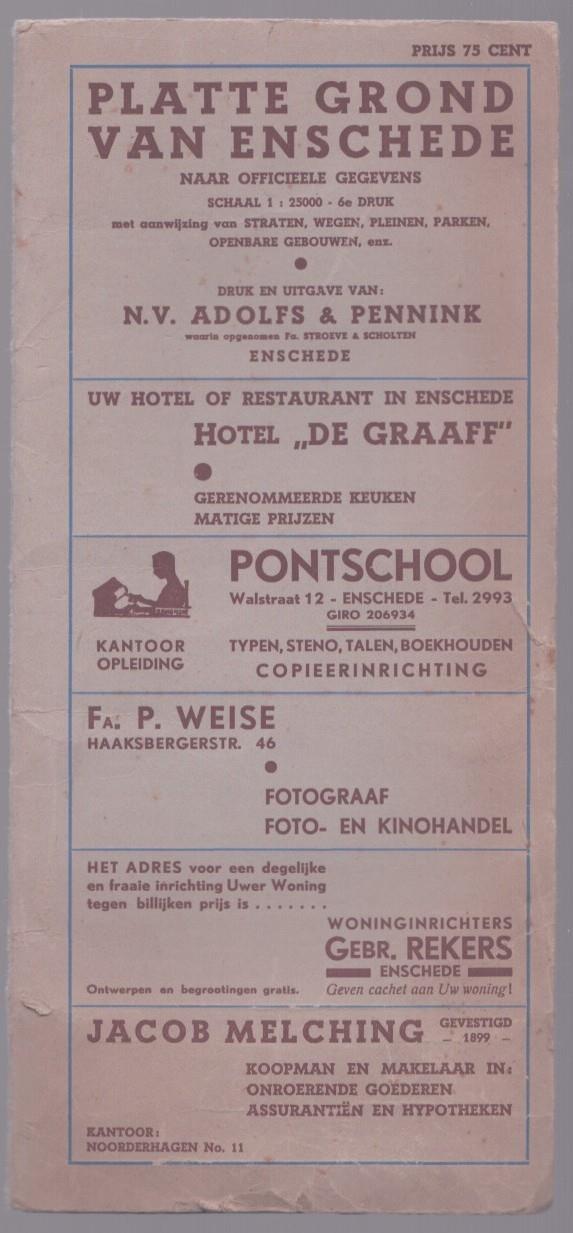 PRIJS 75 CENT
PLATTE GROND
VAN ENSCHEDE
NAAR OFFICIEELE GEGEVENS
SCHAAL 1 : 25000 - 6e DRUK
met aanwijzing van STRATEN, WEGEN, PLEINEN, PARKEN,
OPENBARE GEBOUWEN, enz.
DRUK EN UITGAVE VAN:
N.V. ADOLFS & PENNINK
waarin opgenomen Fa. STROEVE & SCHOLTEN
ENSCHEDE
UW HOTEL OF RESTAURANT IN ENSCHEDE
HOTEL „DE GRAAFF"
GERENOMMEERDE KEUKEN
MATIGE PRIJZEN
PONTSCHOOL
Walstraat 12 - ENSCHEDE - Tel. 2993
GIRO 206934
KANTOOR
OPLEIDING
TYPEN, STENO, TALEN, BOEKHOUDEN
COPIEERINRICHTING
FA. P. WEISE
HAAKSBERGERSTR. 46
FOTOGRAAF
FOTO- EN KINOHANDEL
HET ADRES voor een degelijke
en fraaie inrichting Uwer Woning
tegen billijken prijs is . . . . . . .
WONINGINRICHTERS
GEBR. REKERS
ENSCHEDE
Ontwerpen en begrootingen gratis.
Geven cachet aan Uw woning!
JACOB MELCHING
GEVESTIGD
- 1899 -
KOOPMAN EN MAKELAAR IN:
ONROERENDE GOEDEREN
ASSURANTIËN EN HYPOTHEKEN
KANTOOR:
NOORDERHAGEN No. 11